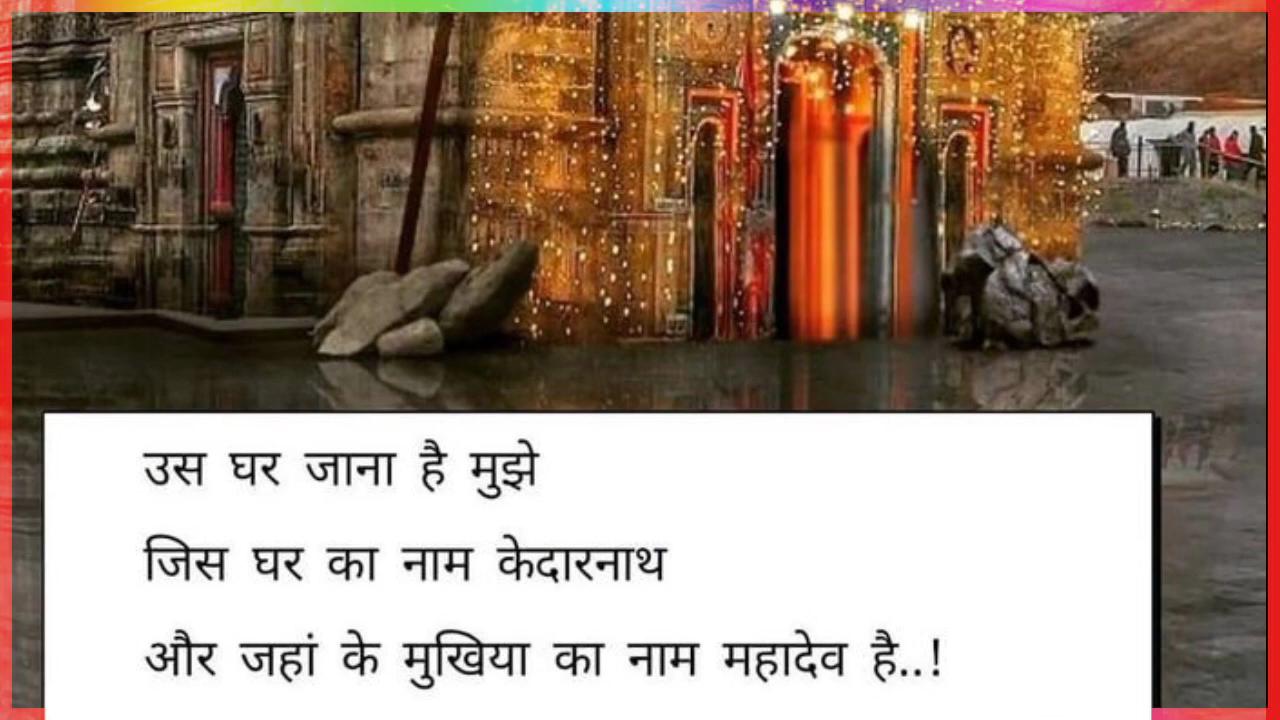 उस घर जाना है मुझे
जिस घर का नाम केदारनाथ
और जहां के मुखिया का नाम महादेव है..!